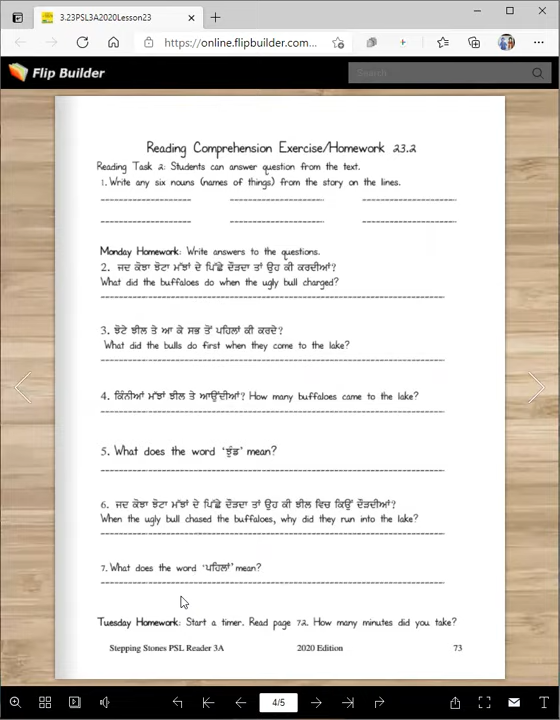 3.23PSL3A2020Lesson23
https://online.flipbuilder.com...
Flip Builder
Search
Reading Comprehension Exercise/Homework 23.2
Reading Task 2: Students can answer question from the text.
1. Write any six nouns (names of things) from the story on the lines.
Monday Homework: Write answers to the questions.
2. ਜਦ ਕੋਝਾ ਝੋਟਾ ਮੱਝਾਂ ਦੇ ਪਿੱਛੇ ਦੌੜਦਾ ਤਾਂ ਉਹ ਕੀ ਕਰਦੀਆਂ?
What did the buffaloes do when the ugly bull charged?
3. ਝੋਟੇ ਝੀਲ ਤੇ ਆ ਕੇ ਸਭ ਤੋਂ ਪਹਿਲਾਂ ਕੀ ਕਰਦੇ?
What did the bulls do first when they come to the lake?
4. ਕਿੰਨੀਆਂ ਮੱਝਾਂ ਝੀਲ ਤੇ ਆਉਂਦੀਆਂ? How many buffaloes came to the lake?
5. What does the word 'ਝੁੰਡ' mean?
6. ਜਦ ਕੋਝਾ ਝੋਟਾ ਮੱਝਾਂ ਦੇ ਪਿੱਛੇ ਦੌੜਦਾ ਤਾਂ ਉਹ ਕੀ ਝੀਲ ਵਿਚ ਕਿਉਂ ਦੌੜਦੀਆਂ?
When the ugly bull chased the buffaloes, why did they run into the lake?
7. What does the word 'ਪਹਿਲਾਂ' mean?
Tuesday Homework: Start a timer. Read page 72. How many minutes did you take?
Stepping Stones PSL Reader 3A 2020 Edition 73
4/5